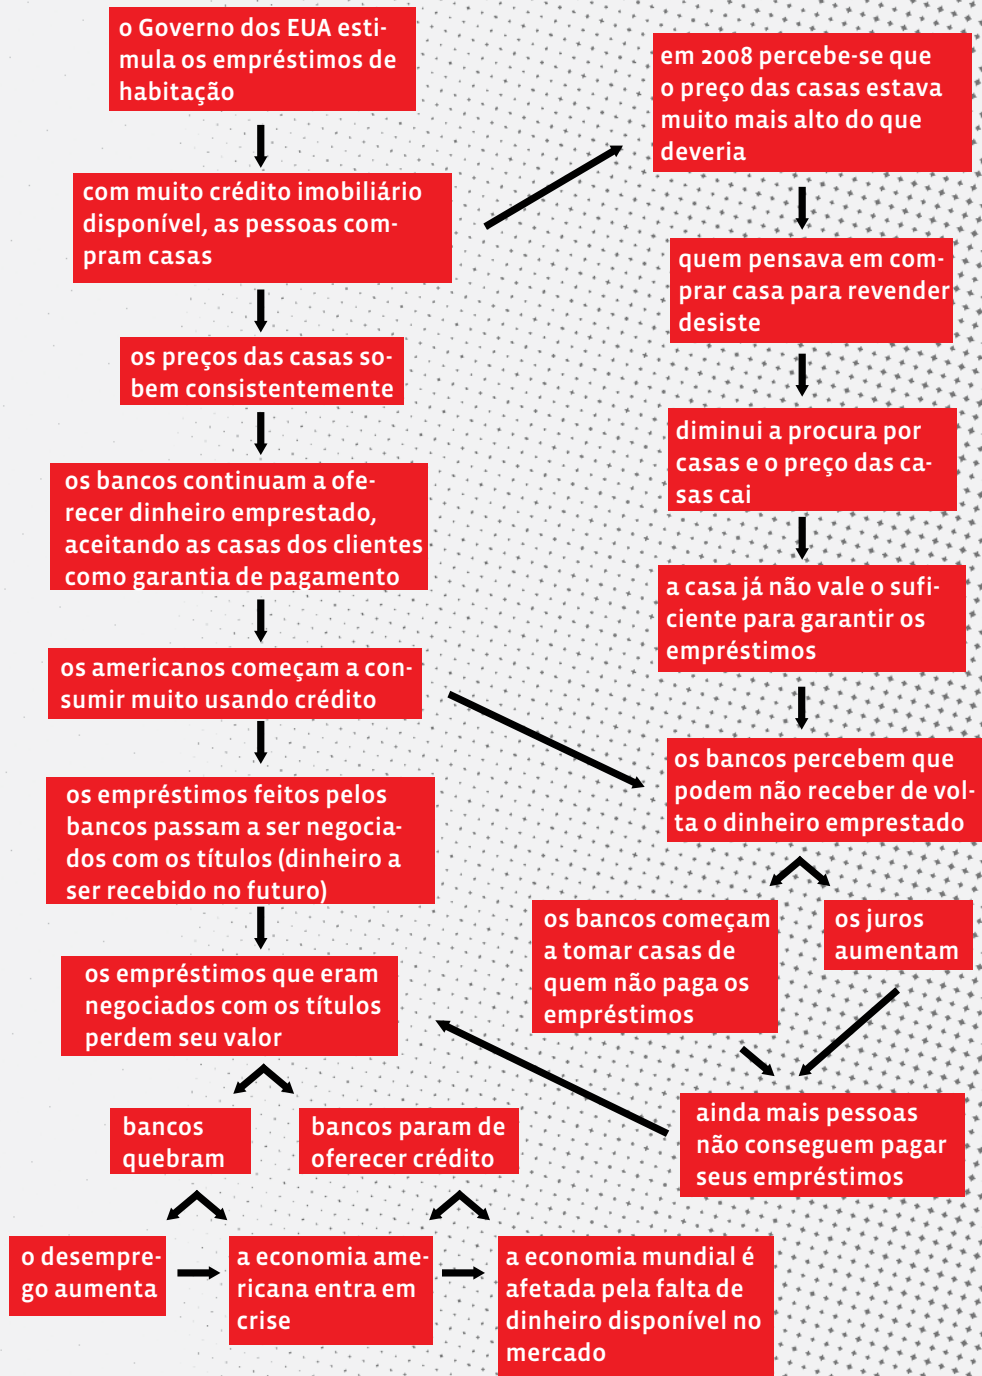 o Governo dos EUA esti-
mula os empréstimos de
habitação
com muito crédito imobiliário
disponível, as pessoas com-
pram casas
os preços das casas so-
bem consistentemente
os bancos continuam a ofe-
recer dinheiro emprestado,
aceitando as casas dos clientes
como garantia de pagamento
os americanos começam a con-
sumir muito usando crédito
os empréstimos feitos pelos
bancos passam a ser negocia-
dos com os títulos (dinheiro a
ser recebido no futuro)
os empréstimos que eram
negociados com os títulos
perdem seu valor
bancos
quebram
bancos param de
oferecer crédito
o desempre-
go aumenta
a economia ame-
ricana entra em
crise
a economia mundial é
afetada pela falta de
dinheiro disponível no
mercado
em 2008 percebe-se que
o preço das casas estava
muito mais alto do que
deveria
quem pensava em com-
prar casa para revender
desiste
diminui a procura por
casas e o preço das ca-
sas cai
a casa já não vale o sufi-
ciente para garantir os
empréstimos
os bancos percebem que
podem não receber de vol-
ta o dinheiro emprestado
os bancos começam
a tomar casas de
quem não paga os
empréstimos
os juros
aumentam
ainda mais pessoas
não conseguem pagar
seus empréstimos